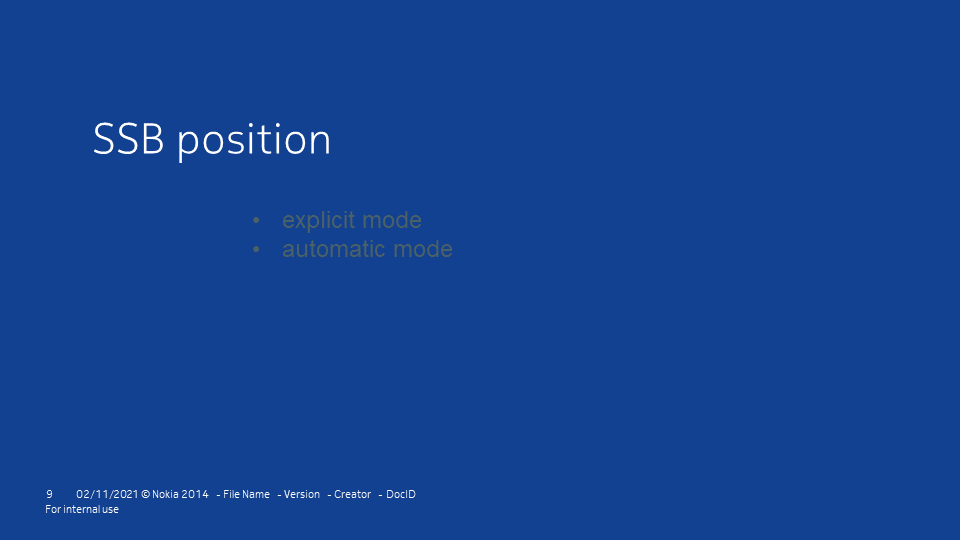 SSB position
• explicit mode
• automatic mode
9 02/11/2021 © Nokia 2014 - File Name - Version - Creator - DocID
For internal use